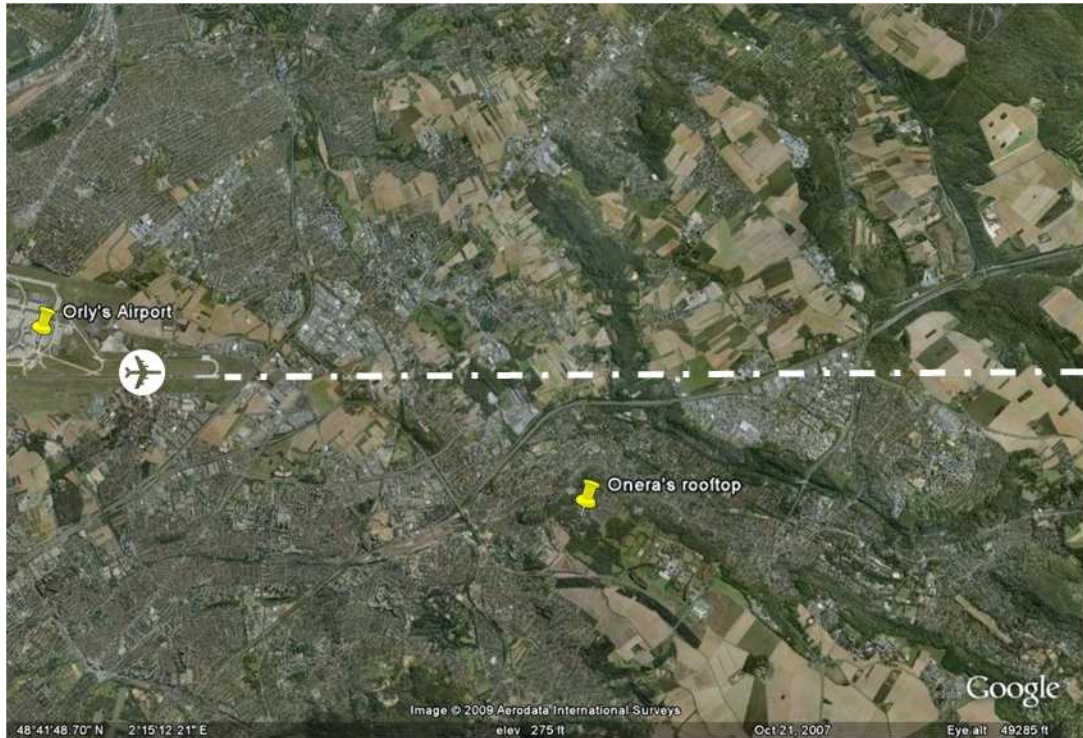 Orly's Airport
Onera's rooftop
Google
Image © 2009 Aerodata International Surveys
48°41'48.70" N 2°15'12.21" E elev 275 ft Oct 21, 2007 Eye alt 49285 ft